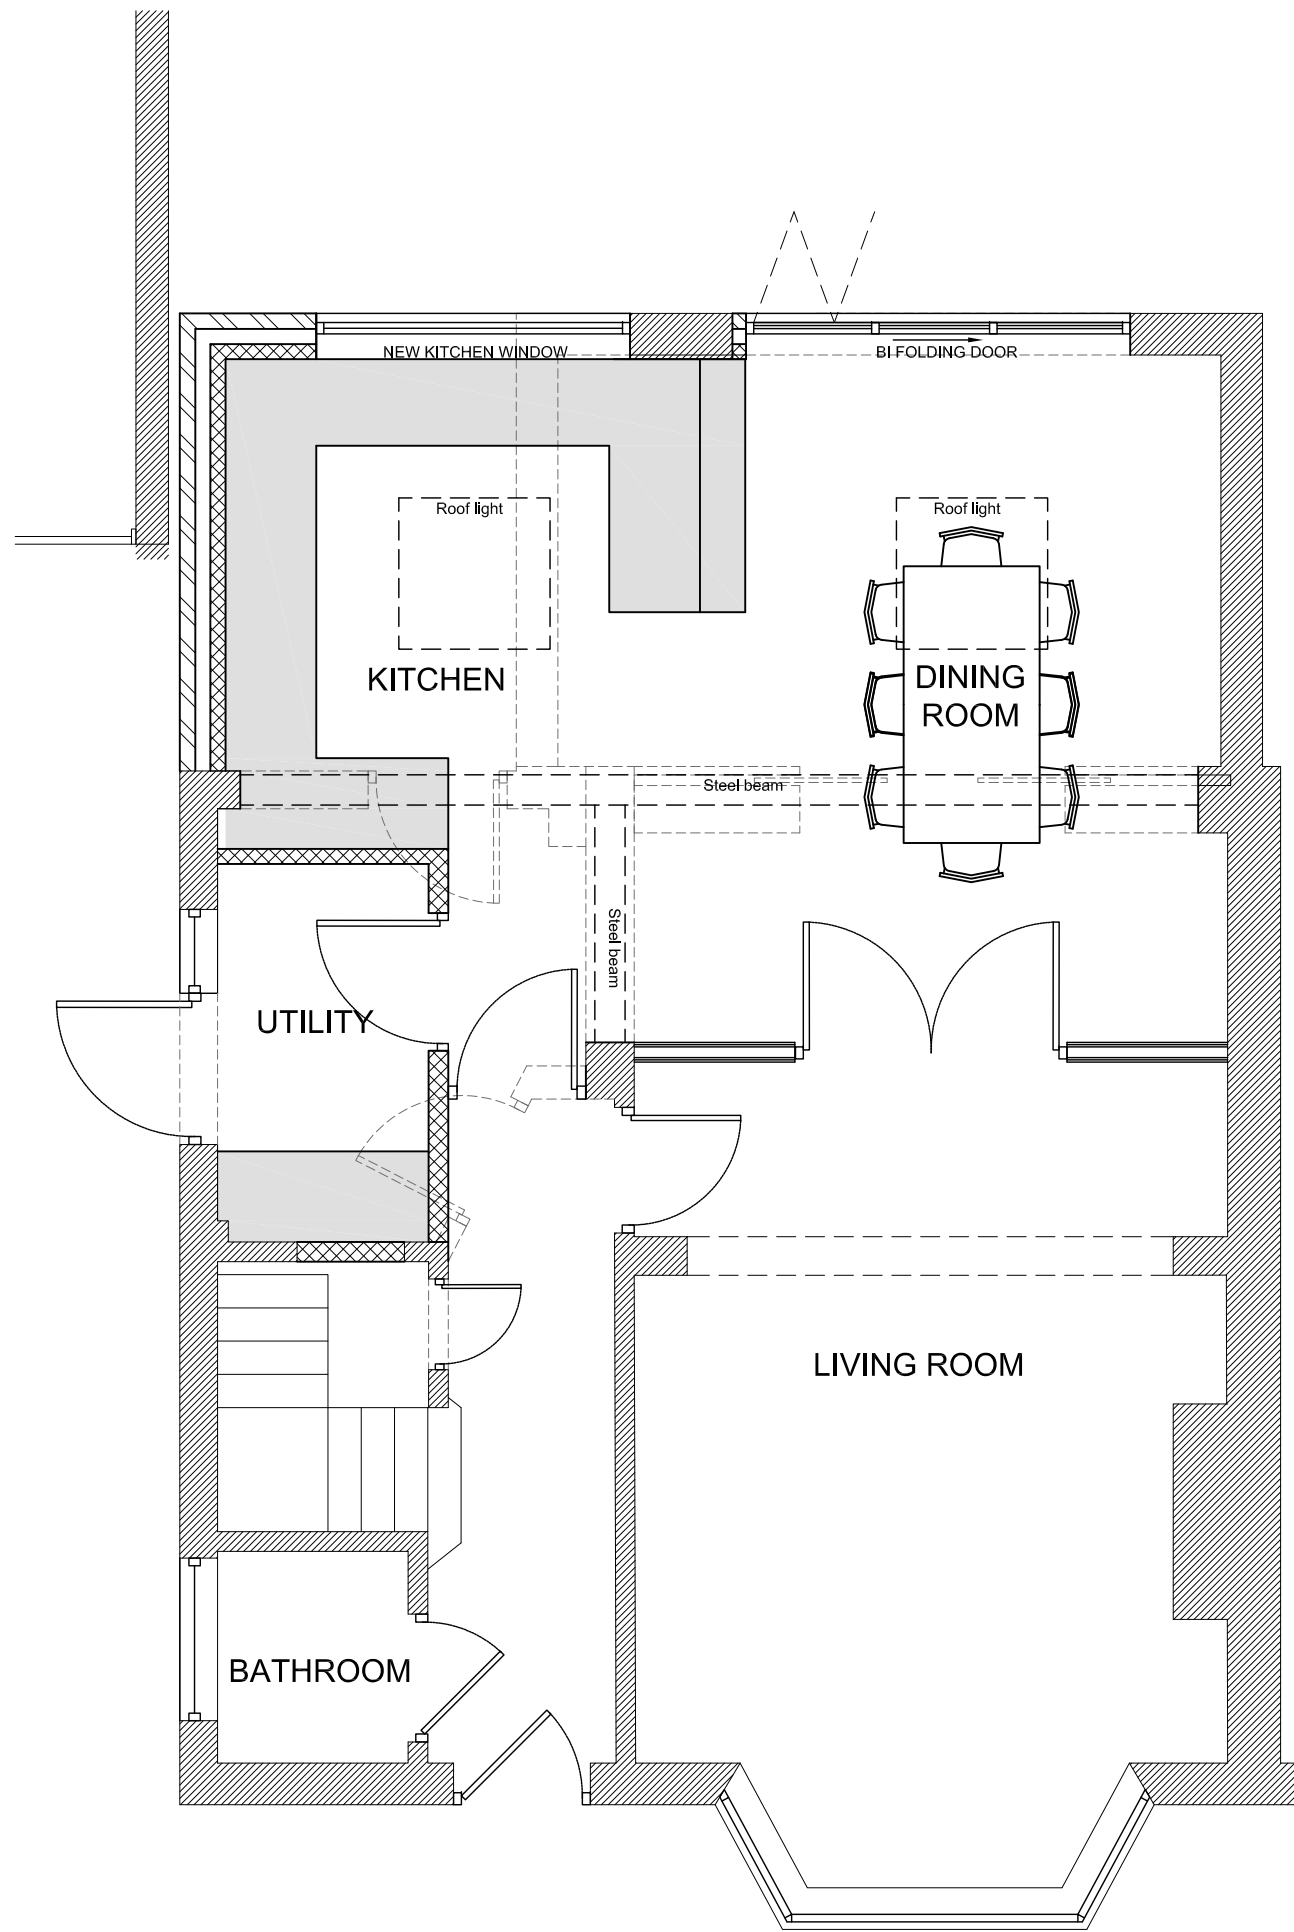 NEW KITCHEN WINDOW
BI FOLDING DOOR
Roof light
Roof light
KITCHEN
DINING
ROOM
Steel beam
Steel beam
UTILITY
LIVING ROOM
BATHROOM